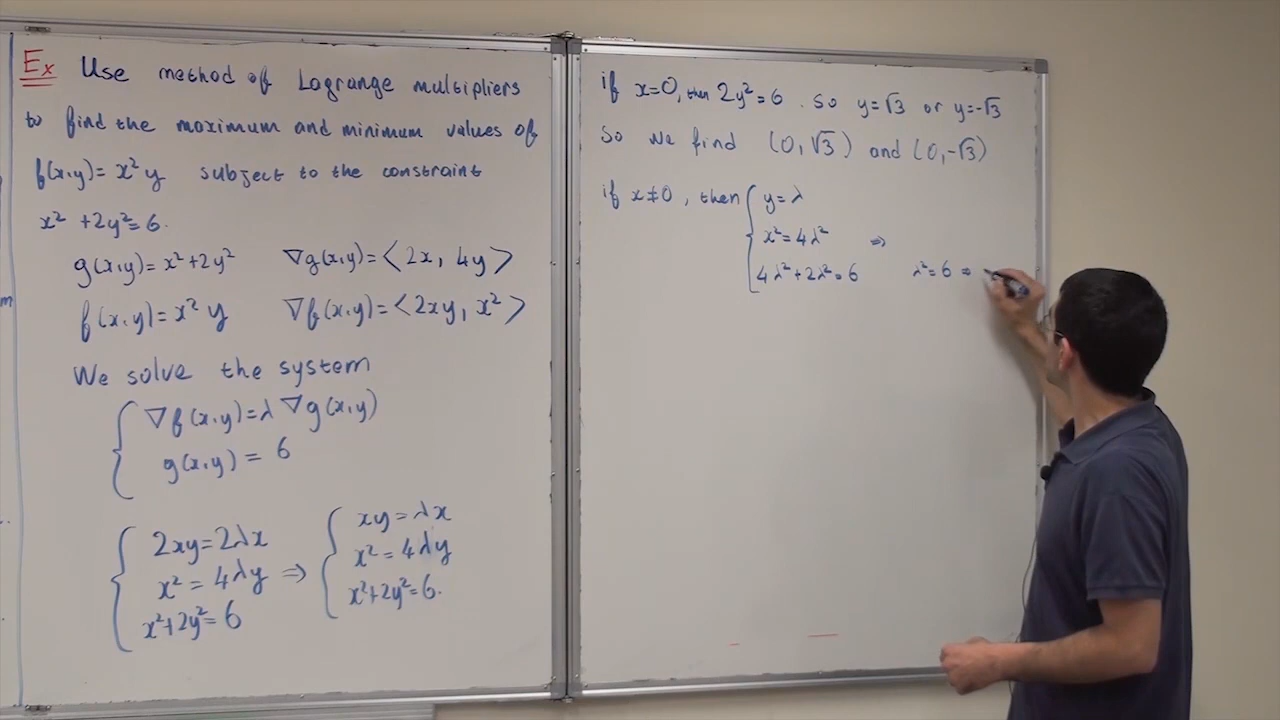 Ex Use method of Lagrange multipliers
to find the maximum and minimum values of
f(x,y)= x² y subject to the constraint
x² +2y²=6.
g(x,y)= x²+2y² ∇g(x,y)=<2x, 4y>
f(x,y)=x² y ∇f(x,y)=<2xy, x²>
We solve the system
{ ∇f(x,y)=λ ∇g(x,y)
g(x,y) = 6
{ 2xy=2λx
x² = 4λy
x²+2y²=6
⇒ { xy=λx
x² = 4λy
x²+2y²=6.
if x=0, then 2y²=6 . So y=√3 or y=-√3
So we find (0,√3) and (0,-√3)
if x≠0, then { y=λ
x²=4λ² ⇒
4λ²+2λ²=6 λ²=6 ⇒